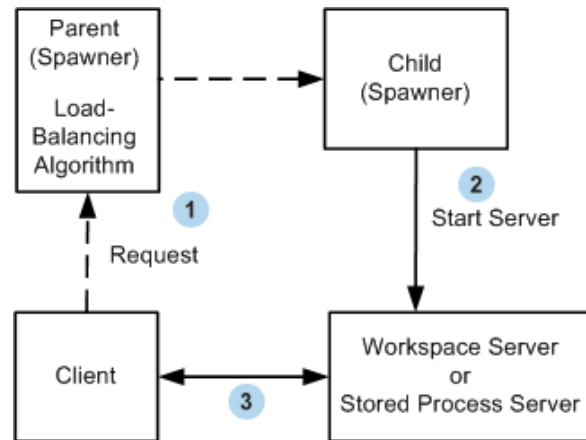 Parent
(Spawner)
Load-
Balancing
Algorithm
Child
(Spawner)
1
2
Start Server
Request
Client
3
Workspace Server
or
Stored Process Server